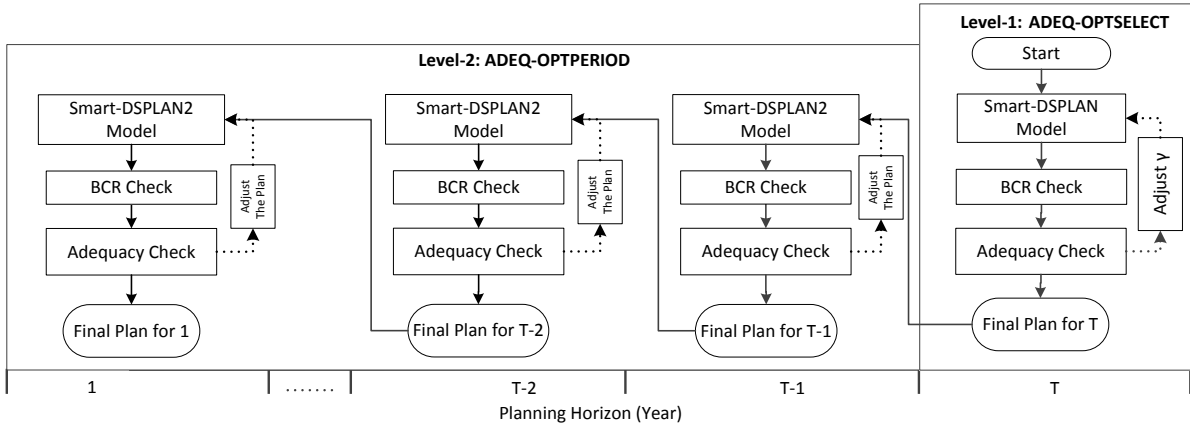 Level-1: ADEQ-OPTSELECT
Start
Level-2: ADEQ-OPTPERIOD
Smart-DSPLAN2
Model
BCR Check
Adequacy Check
Adjust
The Plan
Final Plan for 1
Smart-DSPLAN2
Model
BCR Check
Adequacy Check
Adjust
The Plan
Final Plan for T-2
Smart-DSPLAN2
Model
BCR Check
Adequacy Check
Adjust
The Plan
Final Plan for T-1
Smart-DSPLAN
Model
BCR Check
Adequacy Check
Adjust γ
Final Plan for T
1
.......
T-2
T-1
T
Planning Horizon (Year)